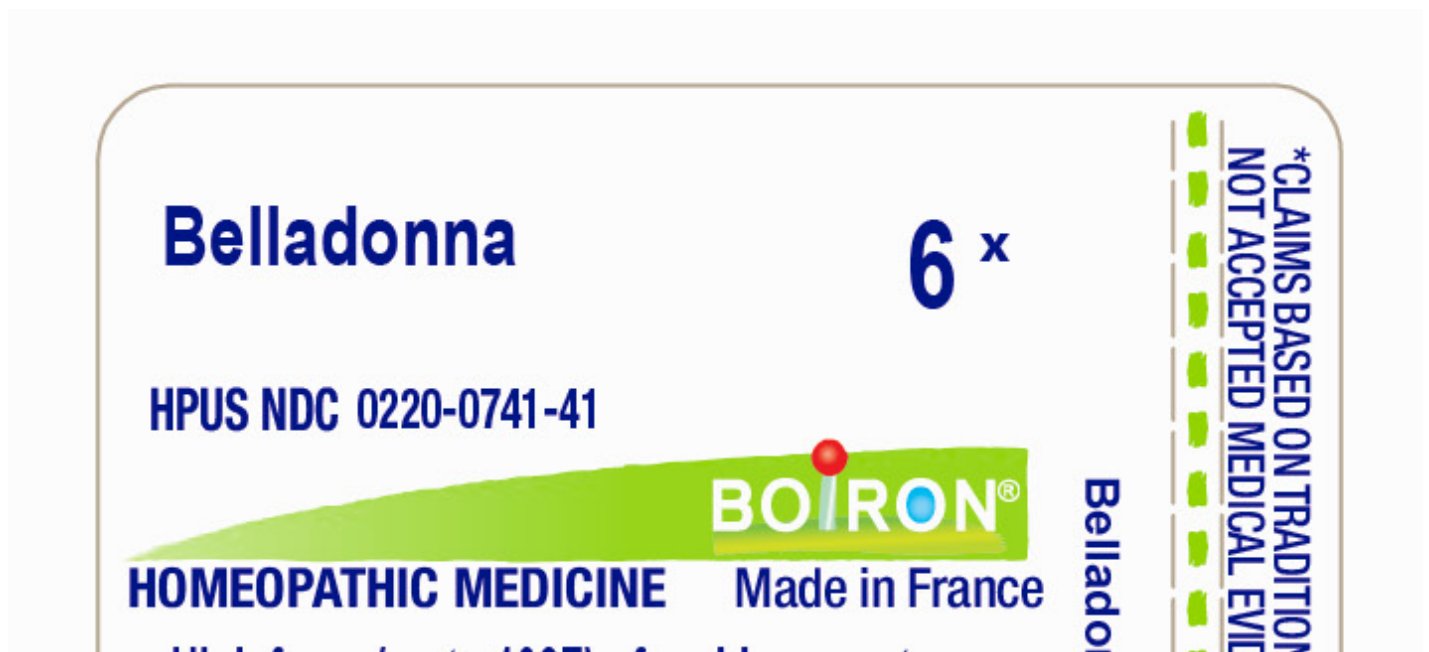 Belladonna
6 x
HPUS NDC 0220-0741-41
BOIRON®
HOMEOPATHIC MEDICINE
Made in France
Bellado
*CLAIMS BASED ON TRADITION
NOT ACCEPTED MEDICAL